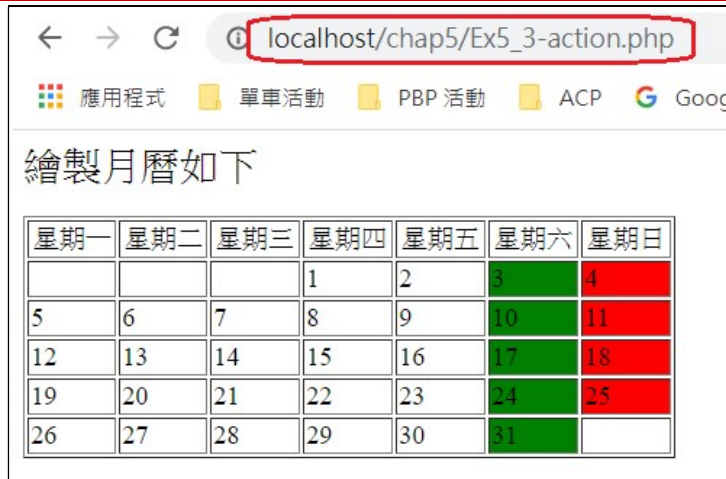 localhost/chap5/Ex5_3-action.php
應用程式 單車活動 PBP 活動 ACP Goog
繪製月曆如下
星期一 星期二 星期三 星期四 星期五 星期六 星期日
1 2 3 4
5 6 7 8 9 10 11
12 13 14 15 16 17 18
19 20 21 22 23 24 25
26 27 28 29 30 31